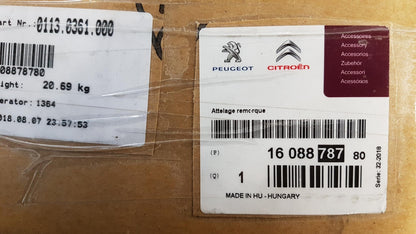 art Nr.: 0113.0361.000
08878780
ight: 20.69 kg
erator: 1364
018.08.07 23:57:53
PEUGEOT
CITROËN
Accessoires
Accessory
Accesorios
Zubehör
Accessori
Acessórios
Attelage remorque
(P) 16 088 787 80
(Q) 1
MADE IN HU - HUNGARY
Serie: 32-2018